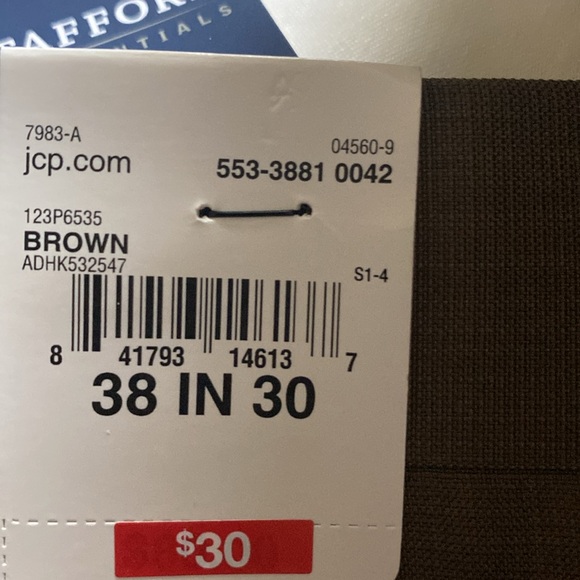 ENTIALS
7983-A
04560-9
jcp.com
553-3881 0042
123P6535
BROWN
ADHK532547
S1-4
8 41793 14613 7
38 IN 30
$30